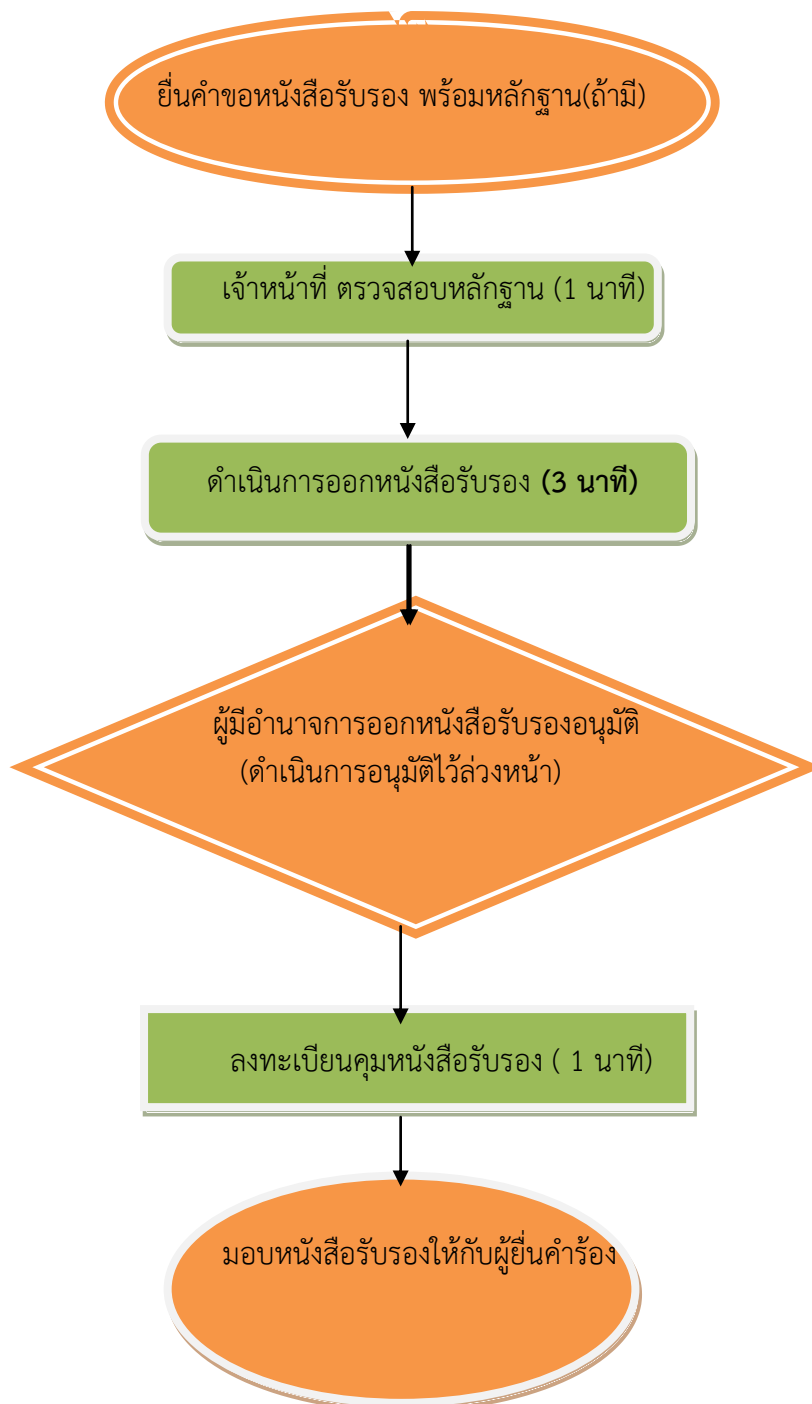 ยื่นคำขอหนังสือรับรอง พร้อมหลักฐาน(ถ้ามี)
เจ้าหน้าที่ ตรวจสอบหลักฐาน (1 นาที)
ดำเนินการออกหนังสือรับรอง (3 นาที)
ผู้มีอำนาจการออกหนังสือรับรองอนุมัติ
(ดำเนินการอนุมัติไว้ล่วงหน้า)
ลงทะเบียนคุมหนังสือรับรอง ( 1 นาที)
มอบหนังสือรับรองให้กับผู้ยื่นคำร้อง